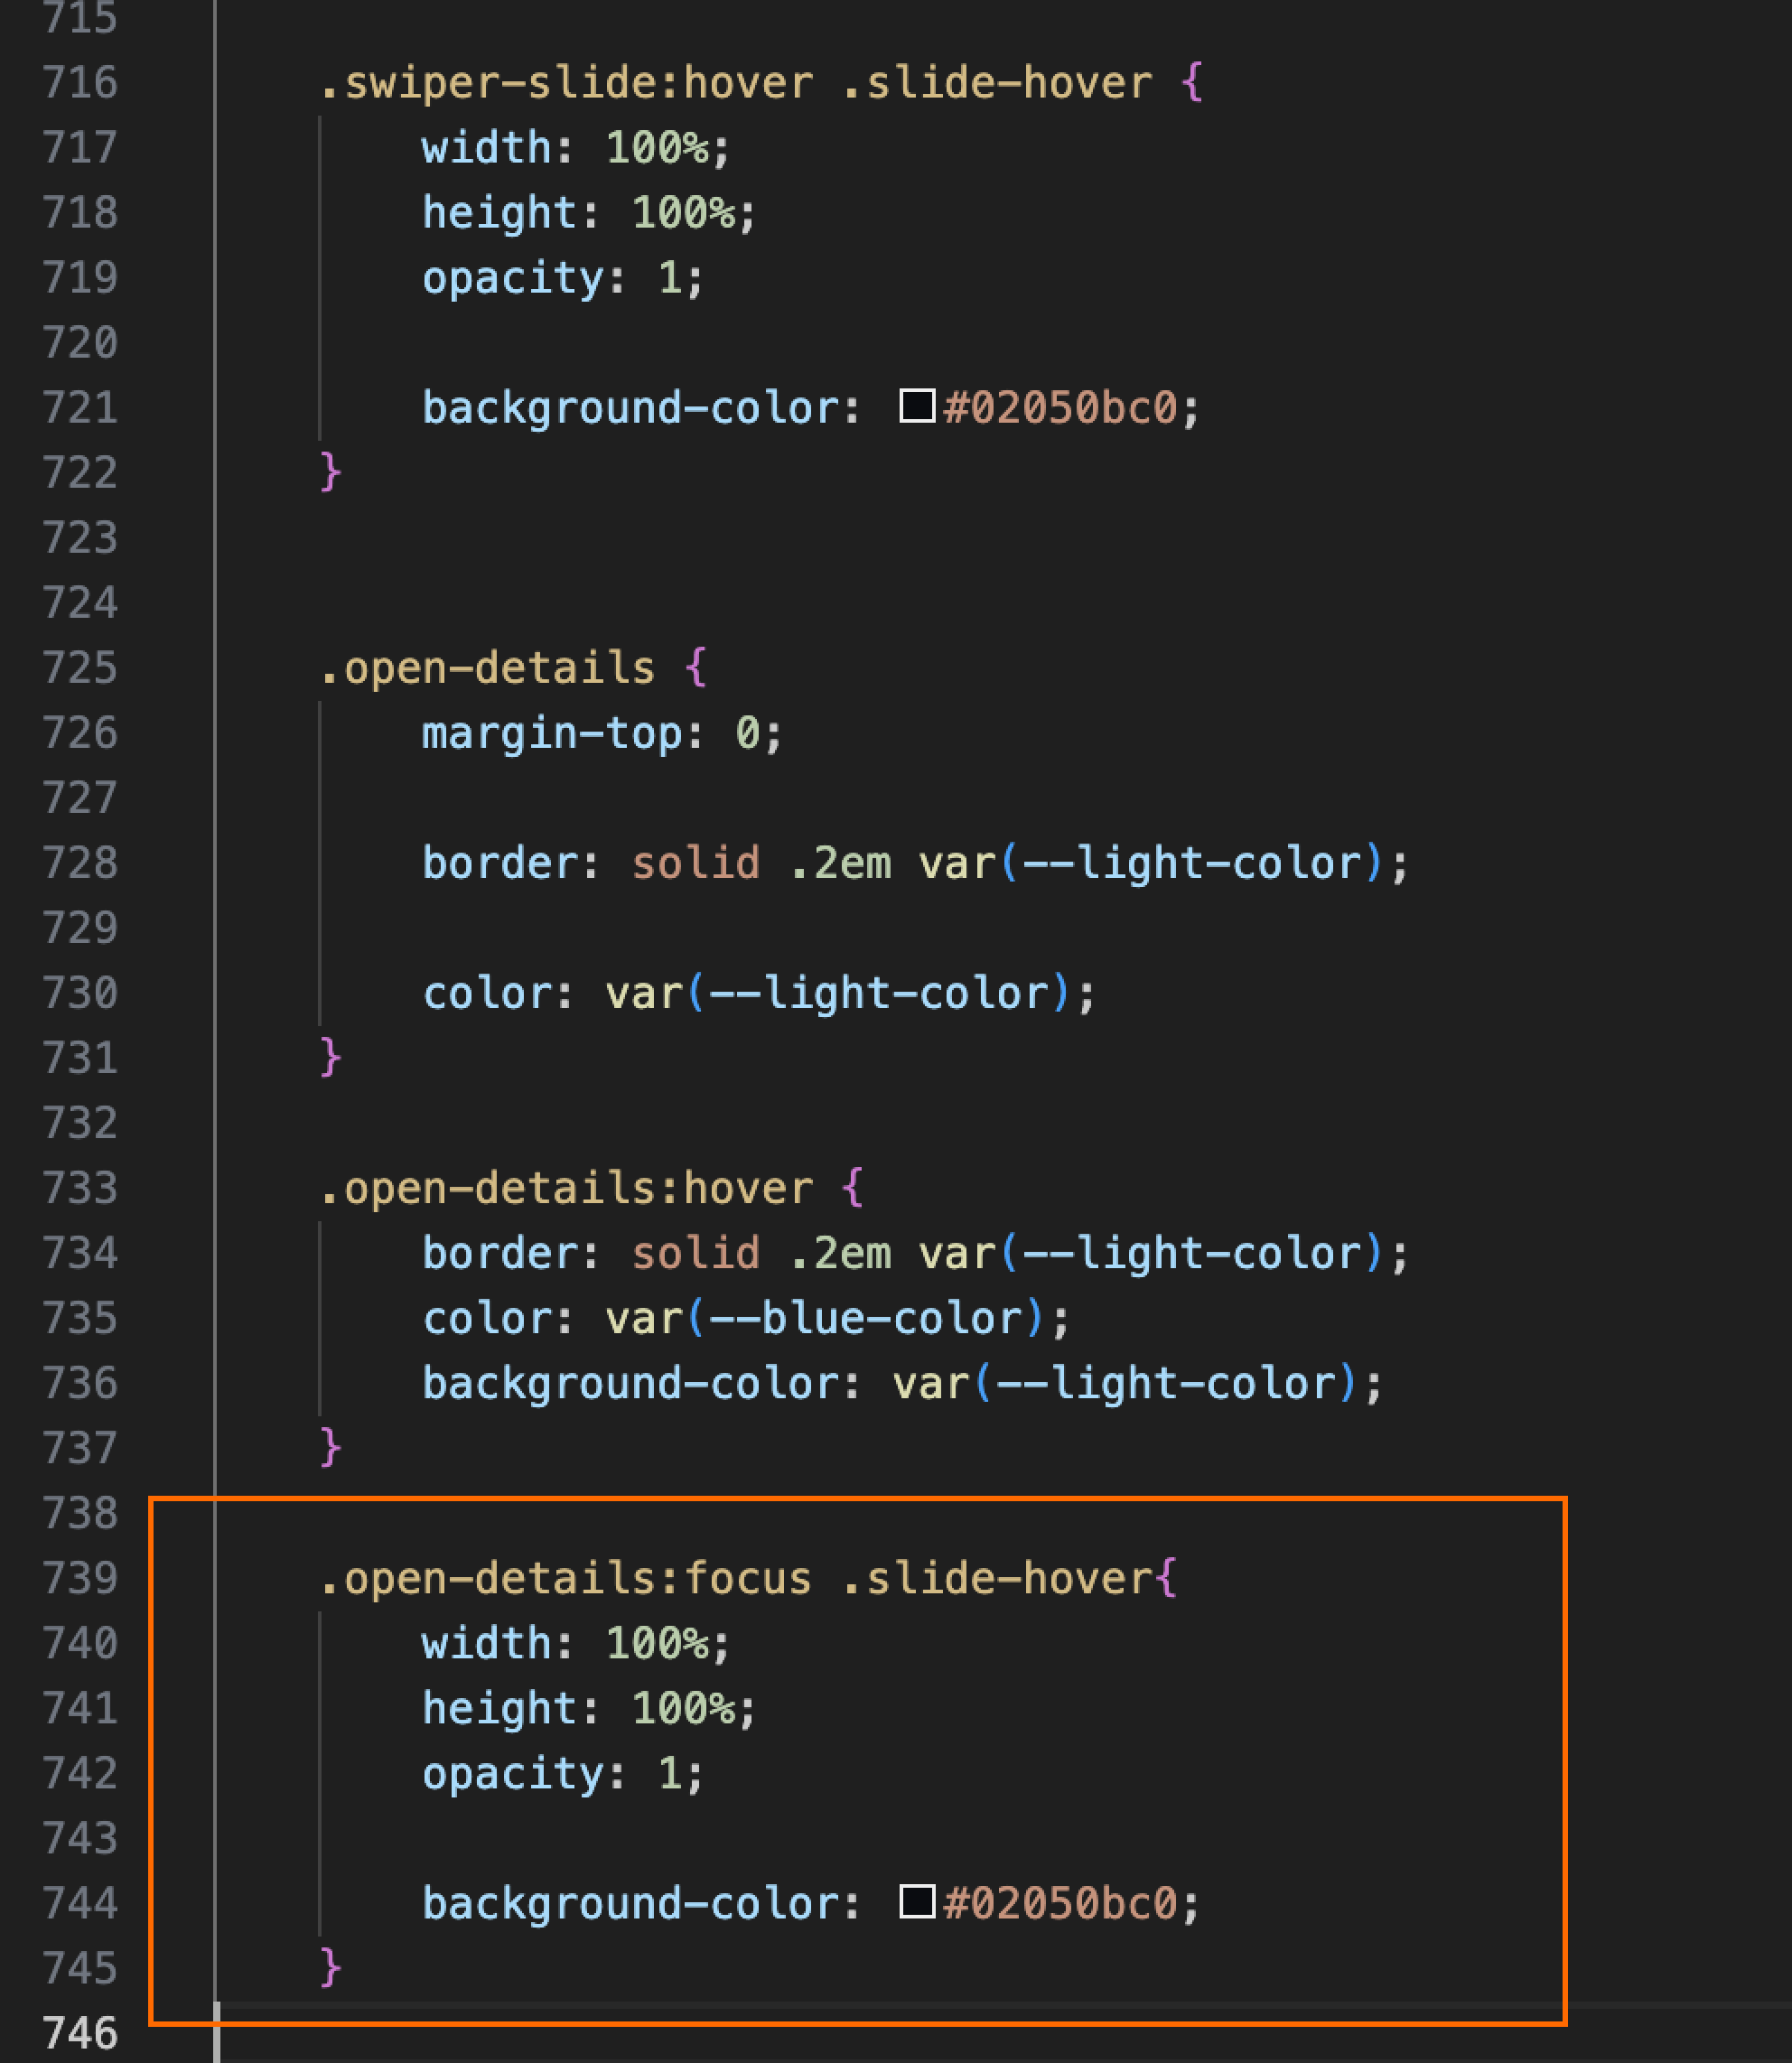 715
716 .swiper-slide:hover .slide-hover {
717 width: 100%;
718 height: 100%;
719 opacity: 1;
720
721 background-color: #02050bc0;
722 }
723
724
725 .open-details {
726 margin-top: 0;
727
728 border: solid .2em var(--light-color);
729
730 color: var(--light-color);
731 }
732
733 .open-details:hover {
734 border: solid .2em var(--light-color);
735 color: var(--blue-color);
736 background-color: var(--light-color);
737 }
738
739 .open-details:focus .slide-hover{
740 width: 100%;
741 height: 100%;
742 opacity: 1;
743
744 background-color: #02050bc0;
745 }
746